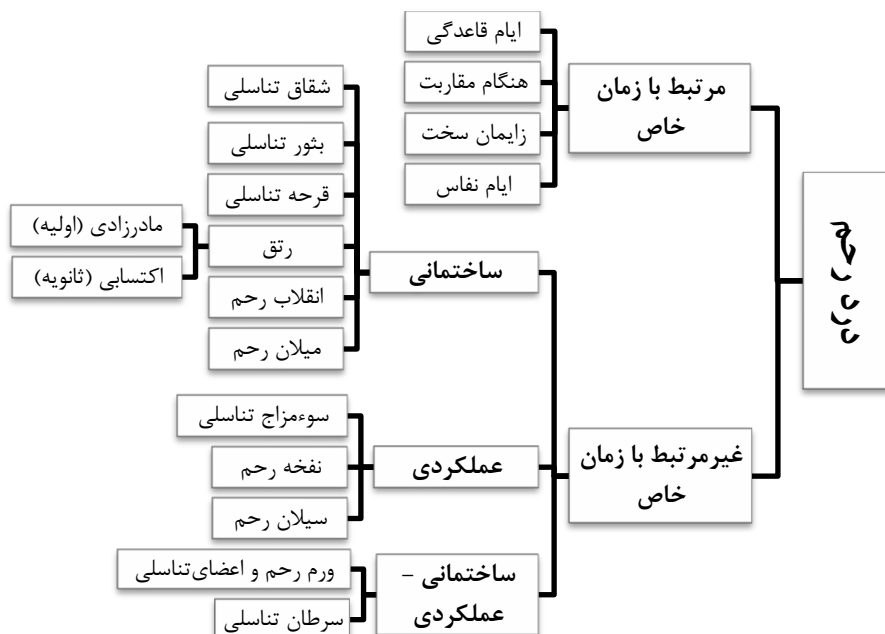 درد رحم
مرتبط با زمان
خاص
ایام قاعدگی
هنگام مقاربت
زایمان سخت
ایام نفاس
غیرمرتبط با زمان
خاص
ساختمانی
شقاق تناسلی
بثور تناسلی
قرحه تناسلی
رتق
مادرزادی (اولیه)
اکتسابی (ثانویه)
انقلاب رحم
میلان رحم
عملکردی
سوءمزاج تناسلی
نفخه رحم
سیلان رحم
ساختمانی –
عملکردی
ورم رحم و اعضای‌تناسلی
سرطان تناسلی